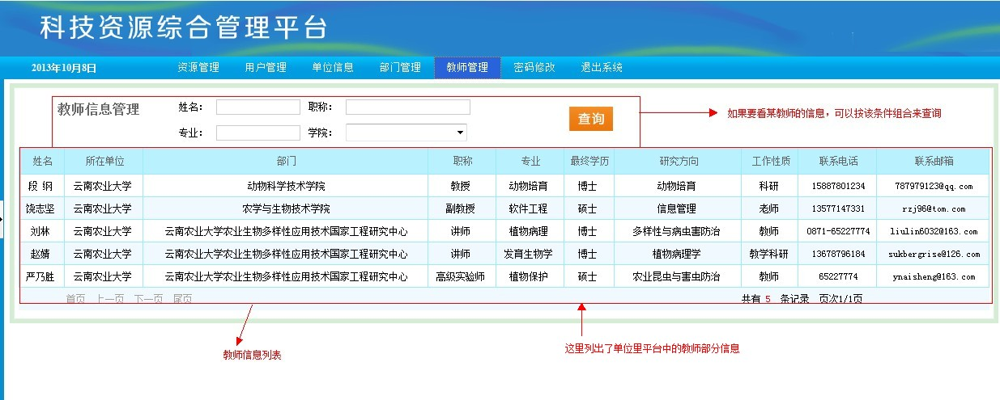 科技资源综合管理平台
2013年10月8日 资源管理 用户管理 单位信息 部门管理 教师管理 密码修改 退出系统
教师信息管理 姓名: 职称:
专业: 学院:
查询
如果要看某教师的信息，可以按该条件组合来查询
姓名 所在单位 部门 职称 专业 最终学历 研究方向 工作性质 联系电话 联系邮箱
段 纲 云南农业大学 动物科学技术学院 教授 动物培育 博士 动物培育 科研 15887801234 787979123@qq.com
饶志坚 云南农业大学 农学与生物技术学院 副教授 软件工程 硕士 信息管理 老师 13577147331 rzj96@tom.com
刘林 云南农业大学 云南农业大学农业生物多样性应用技术国家工程研究中心 讲师 植物病理 博士 多样性与病虫害防治 教师 0871-65227774 liulin6032@163.com
赵婧 云南农业大学 云南农业大学农业生物多样性应用技术国家工程研究中心 讲师 发育生物学 博士 植物病理学 教学科研 13678796184 sukbergrise@126.com
严乃胜 云南农业大学 云南农业大学农业生物多样性应用技术国家工程研究中心 高级实验师 植物保护 硕士 农业昆虫与害虫防治 教师 65227774 ynaisheng@163.com
首页 上一页 下一页 尾页 共有 5 条记录 页次1/1页
教师信息列表
这里列出了单位里平台中的教师部分信息